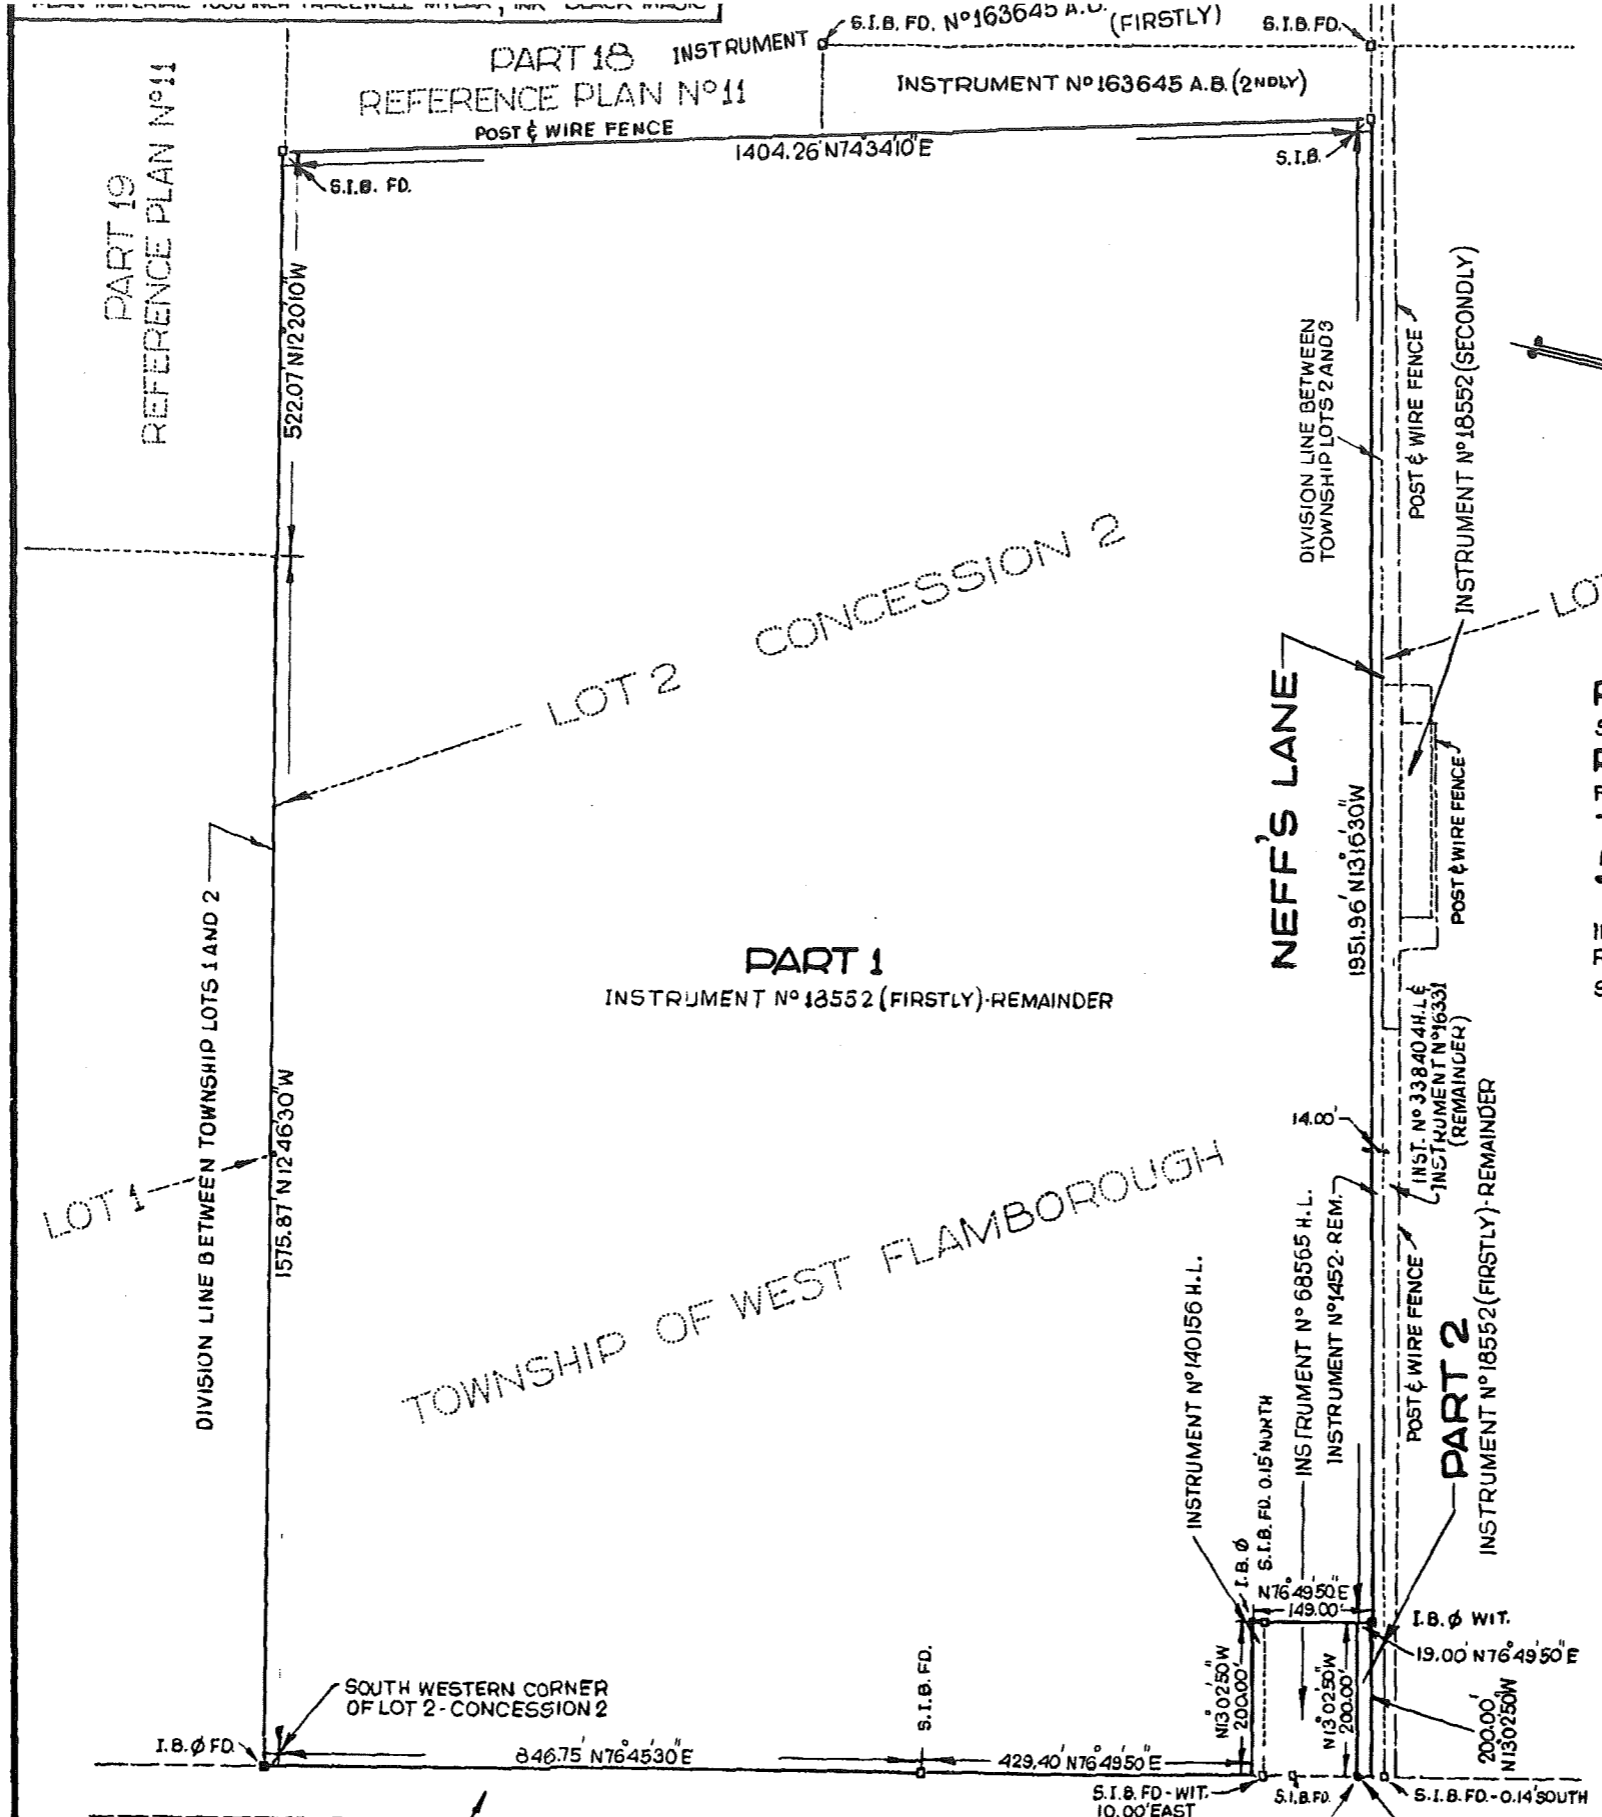 S.I.B. FD. Nº163645 A.B.
(FIRSTLY)
S.I.B.FD.
PART 18
INSTRUMENT
REFERENCE PLAN Nº11
INSTRUMENT Nº163645 A.B.(2NDLY)
POST & WIRE FENCE
1404.26' N74°34'10"E
S.I.B.
S.I.B. FD.
PART 19
REFERENCE PLAN Nº11
522.07' N12°20'10"W
DIVISION LINE BETWEEN
TOWNSHIP LOTS 2 AND 3
POST & WIRE FENCE
INSTRUMENT Nº18552(SECONDLY)
LOT 2 CONCESSION 2
NEFF'S LANE
1951.96' N13°16'30"W
POST & WIRE FENCE
DIVISION LINE BETWEEN TOWNSHIP LOTS 1 AND 2
PART 1
INSTRUMENT Nº18552(FIRSTLY)-REMAINDER
LOT 1
1575.87' N12°46'30"W
14.00'
INST. Nº338404H.L&
INSTRUMENT Nº16331
(REMAINDER)
TOWNSHIP OF WEST FLAMBOROUGH
INSTRUMENT Nº140156 H.L.
I.B.Ø
S.I.B. FD. 0.15'NORTH
INSTRUMENT Nº68565 H.L.
INSTRUMENT Nº1452-REM.
POST & WIRE FENCE
PART 2
INSTRUMENT Nº18552(FIRSTLY)-REMAINDER
N76°49'50"E
149.00'
I.B.Ø WIT.
19.00' N76°49'50"E
N13°02'50"W
200.00'
N13°02'50"W
200.00'
200.00'
N13°02'50"W
SOUTH WESTERN CORNER
OF LOT 2-CONCESSION 2
I.B.Ø FD.
846.75' N76°45'30"E
S.I.B.FD.
429.40' N76°49'50"E
S.I.B. FD-WIT.
10.00'EAST
S.I.B.FD.
S.I.B.FD.-0.14'SOUTH